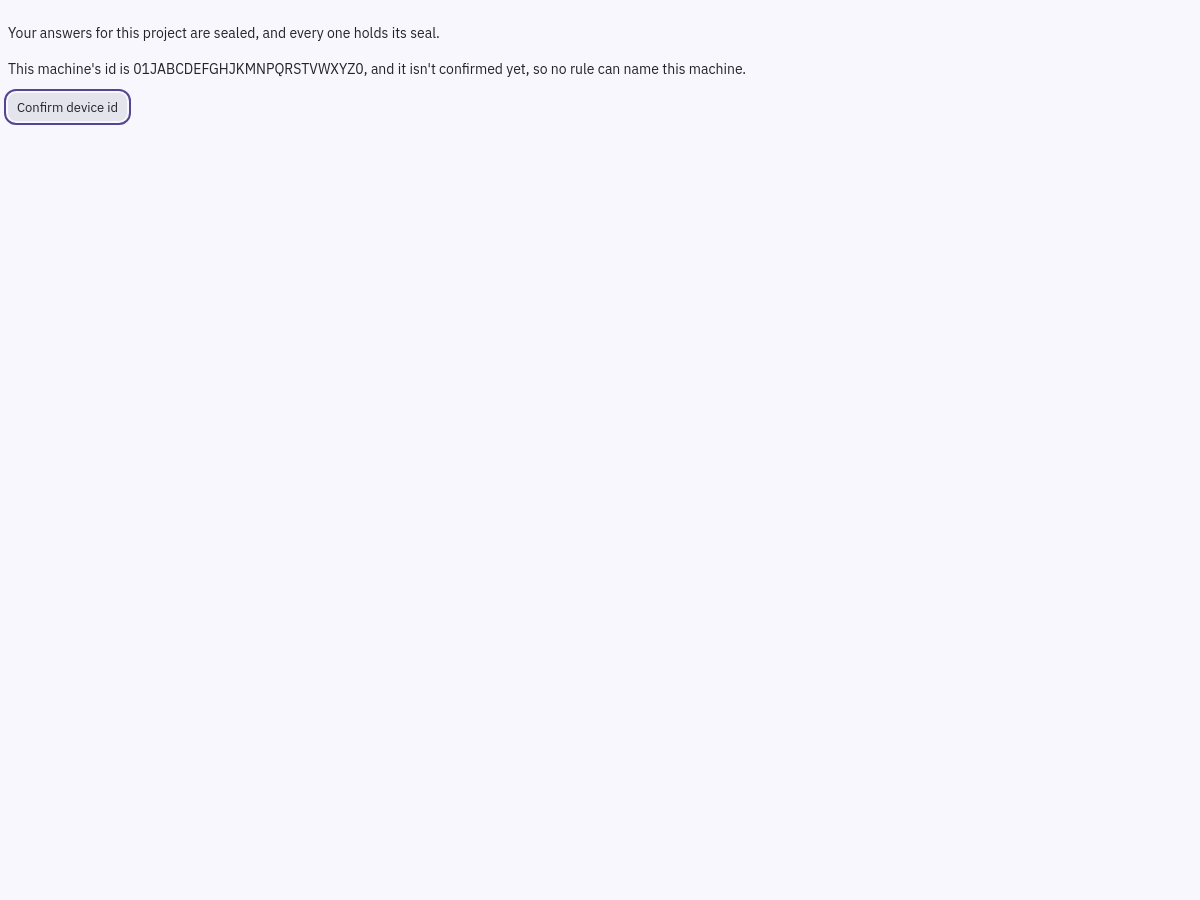 Your answers for this project are sealed, and every one holds its seal.
This machine's id is 01JABCDEFGHJKMNPQRSTVWXYZ0, and it isn't confirmed yet, so no rule can name this machine.
Confirm device id